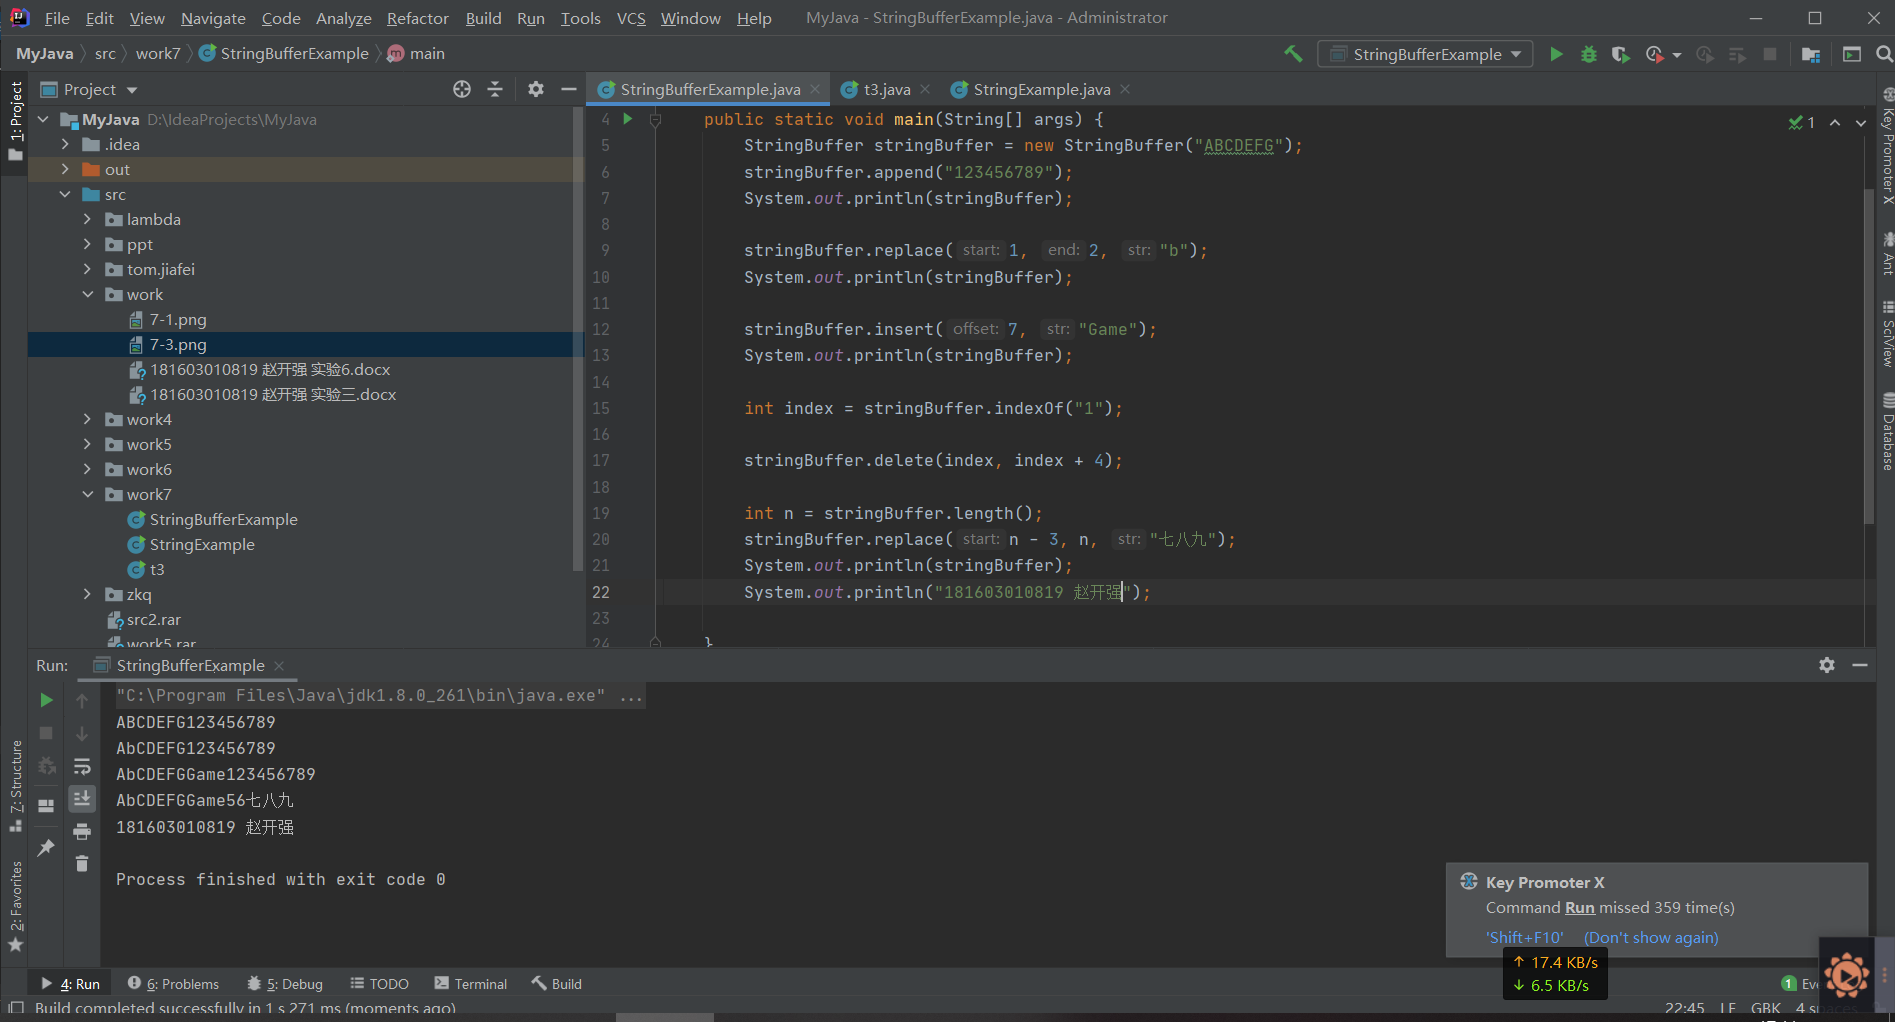 File Edit View Navigate Code Analyze Refactor Build Run Tools VCS Window Help MyJava - StringBufferExample.java - Administrator
MyJava src work7 StringBufferExample main StringBufferExample
Project
StringBufferExample.java t3.java StringExample.java
1: Project
MyJava D:\IdeaProjects\MyJava
.idea
out
src
lambda
ppt
tom.jiafei
work
7-1.png
7-3.png
181603010819 赵开强 实验6.docx
181603010819 赵开强 实验三.docx
work4
work5
work6
work7
StringBufferExample
StringExample
t3
zkq
src2.rar
work5.rar
4 public static void main(String[] args) {
1
5 StringBuffer stringBuffer = new StringBuffer("ABCDEFG");
6 stringBuffer.append("123456789");
7 System.out.println(stringBuffer);
8
9 stringBuffer.replace( start: 1, end: 2, str: "b");
10 System.out.println(stringBuffer);
11
12 stringBuffer.insert( offset: 7, str: "Game");
13 System.out.println(stringBuffer);
14
15 int index = stringBuffer.indexOf("1");
16
17 stringBuffer.delete(index, index + 4);
18
19 int n = stringBuffer.length();
20 stringBuffer.replace( start: n - 3, n, str: "七八九");
21 System.out.println(stringBuffer);
22 System.out.println("181603010819 赵开强");
23
24 }
Key Promoter X
Ant
SciView
Database
Run: StringBufferExample
"C:\Program Files\Java\jdk1.8.0_261\bin\java.exe" ...
ABCDEFG123456789
AbCDEFG123456789
AbCDEFGGame123456789
AbCDEFGGame56七八九
181603010819 赵开强
Process finished with exit code 0
Z: Structure
2: Favorites
Key Promoter X
Command Run missed 359 time(s)
'Shift+F10' (Don't show again)
↑ 17.4 KB/s
↓ 6.5 KB/s
4: Run 6: Problems 5: Debug TODO Terminal Build 1
Build completed successfully in 1 s 271 ms (moments ago) 22:45 LF GBK 4 spaces